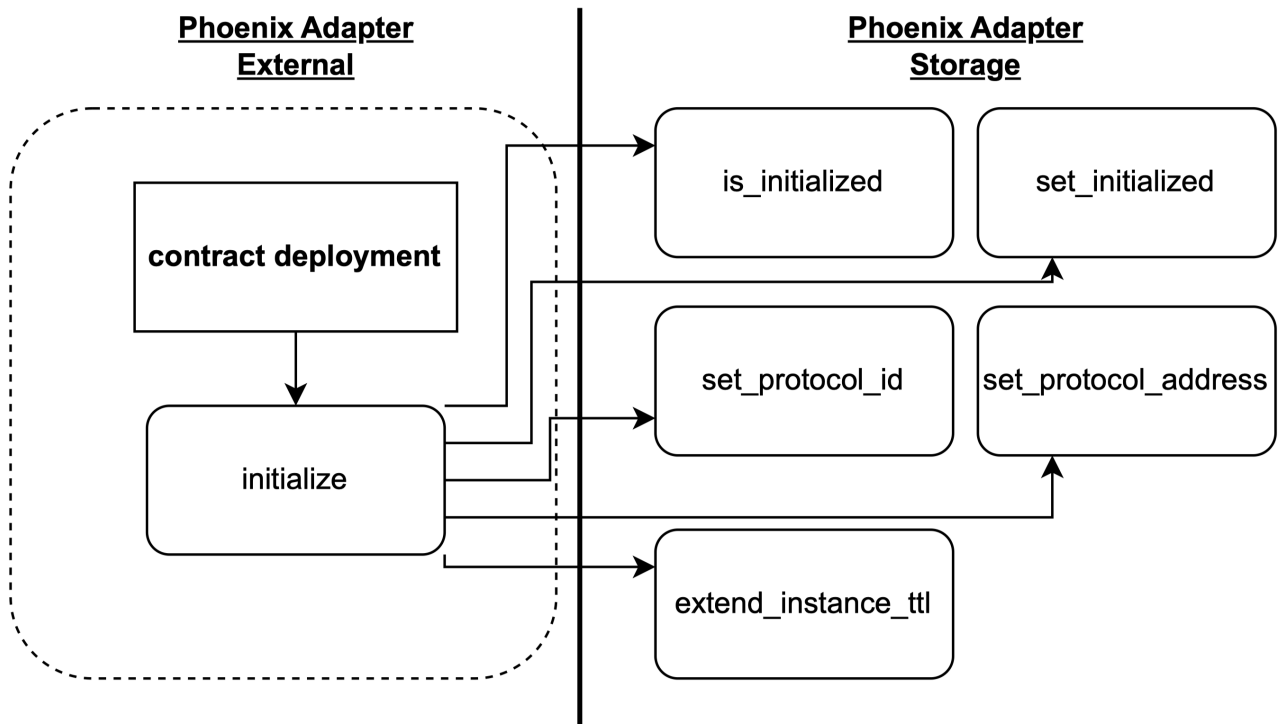 Phoenix Adapter
External
Phoenix Adapter
Storage
contract deployment
initialize
is_initialized
set_initialized
set_protocol_id
set_protocol_address
extend_instance_ttl